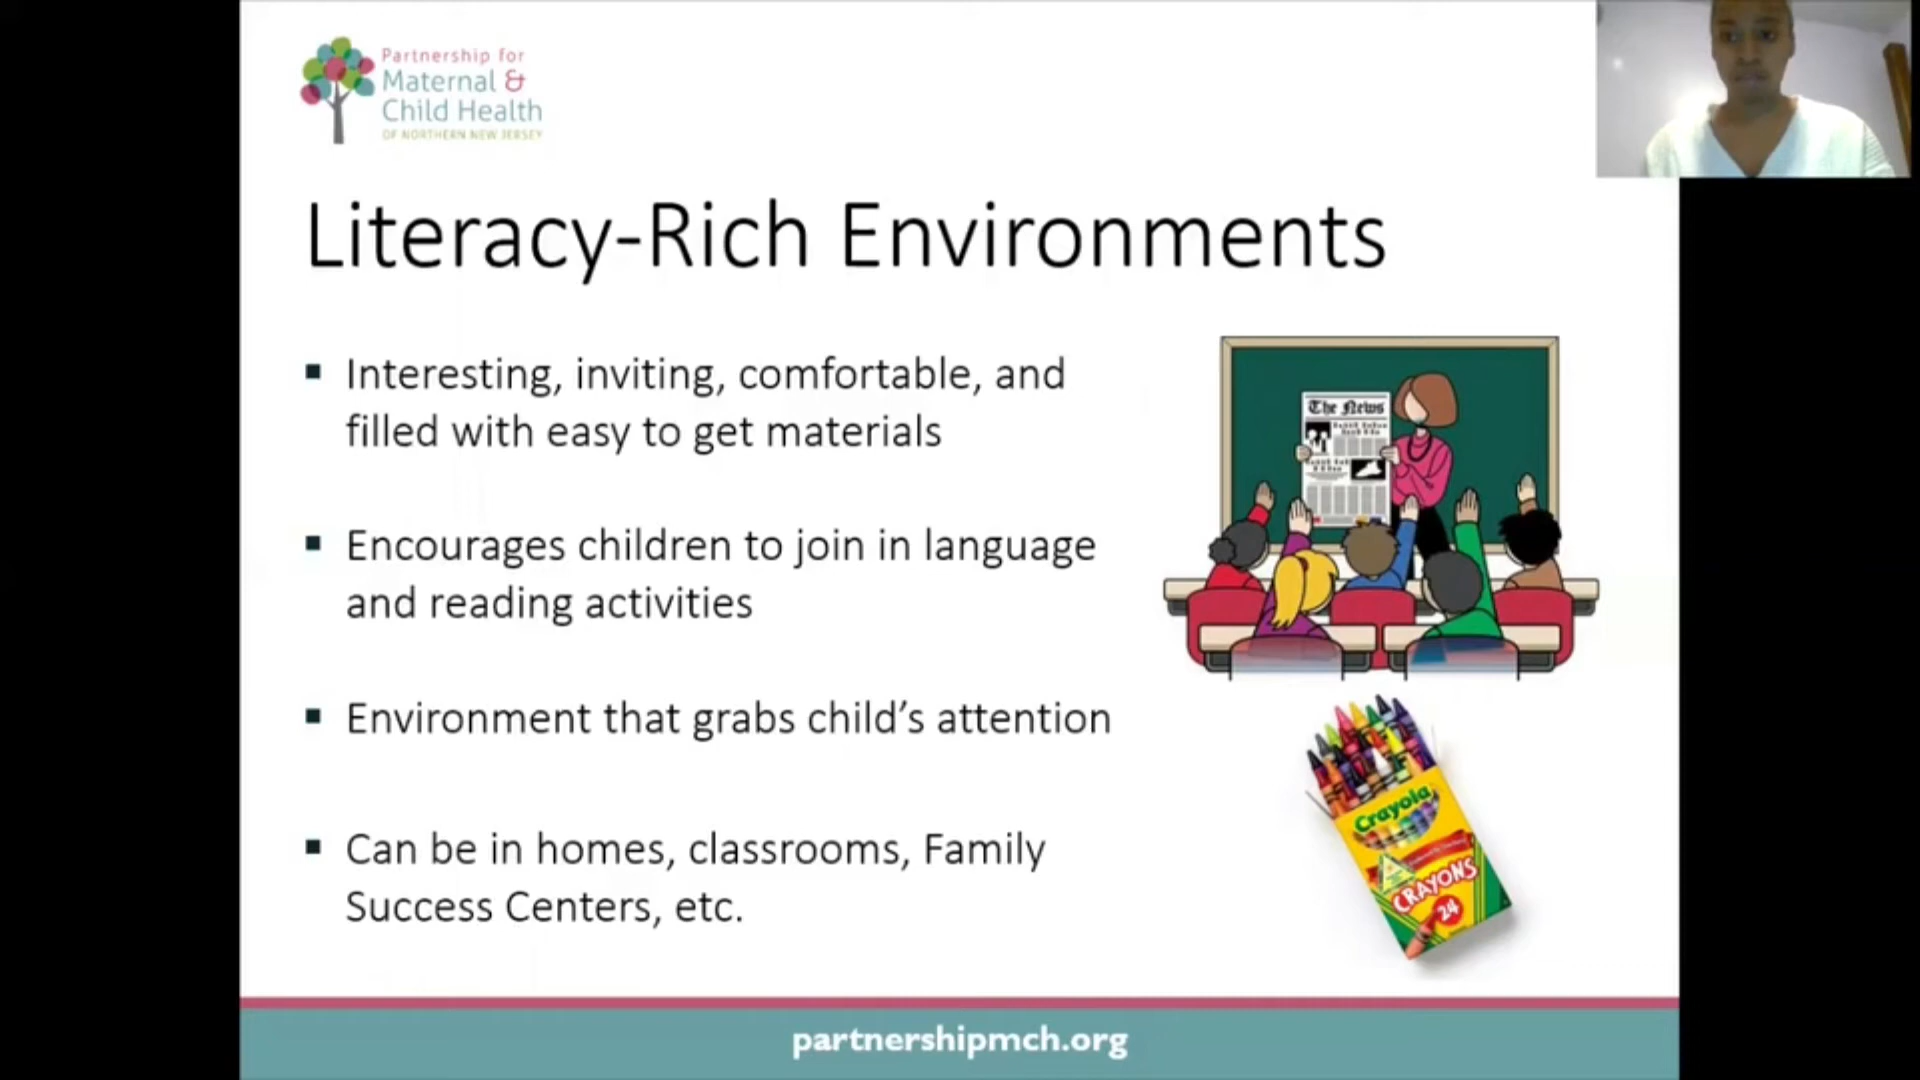 Partnership for
Maternal &
Child Health
OF NORTHERN NEW JERSEY
Literacy-Rich Environments
Interesting, inviting, comfortable, and
filled with easy to get materials
Encourages children to join in language
and reading activities
Environment that grabs child’s attention
Can be in homes, classrooms, Family
Success Centers, etc.
The News
Crayola
CRAYONS
24
partnershipmch.org